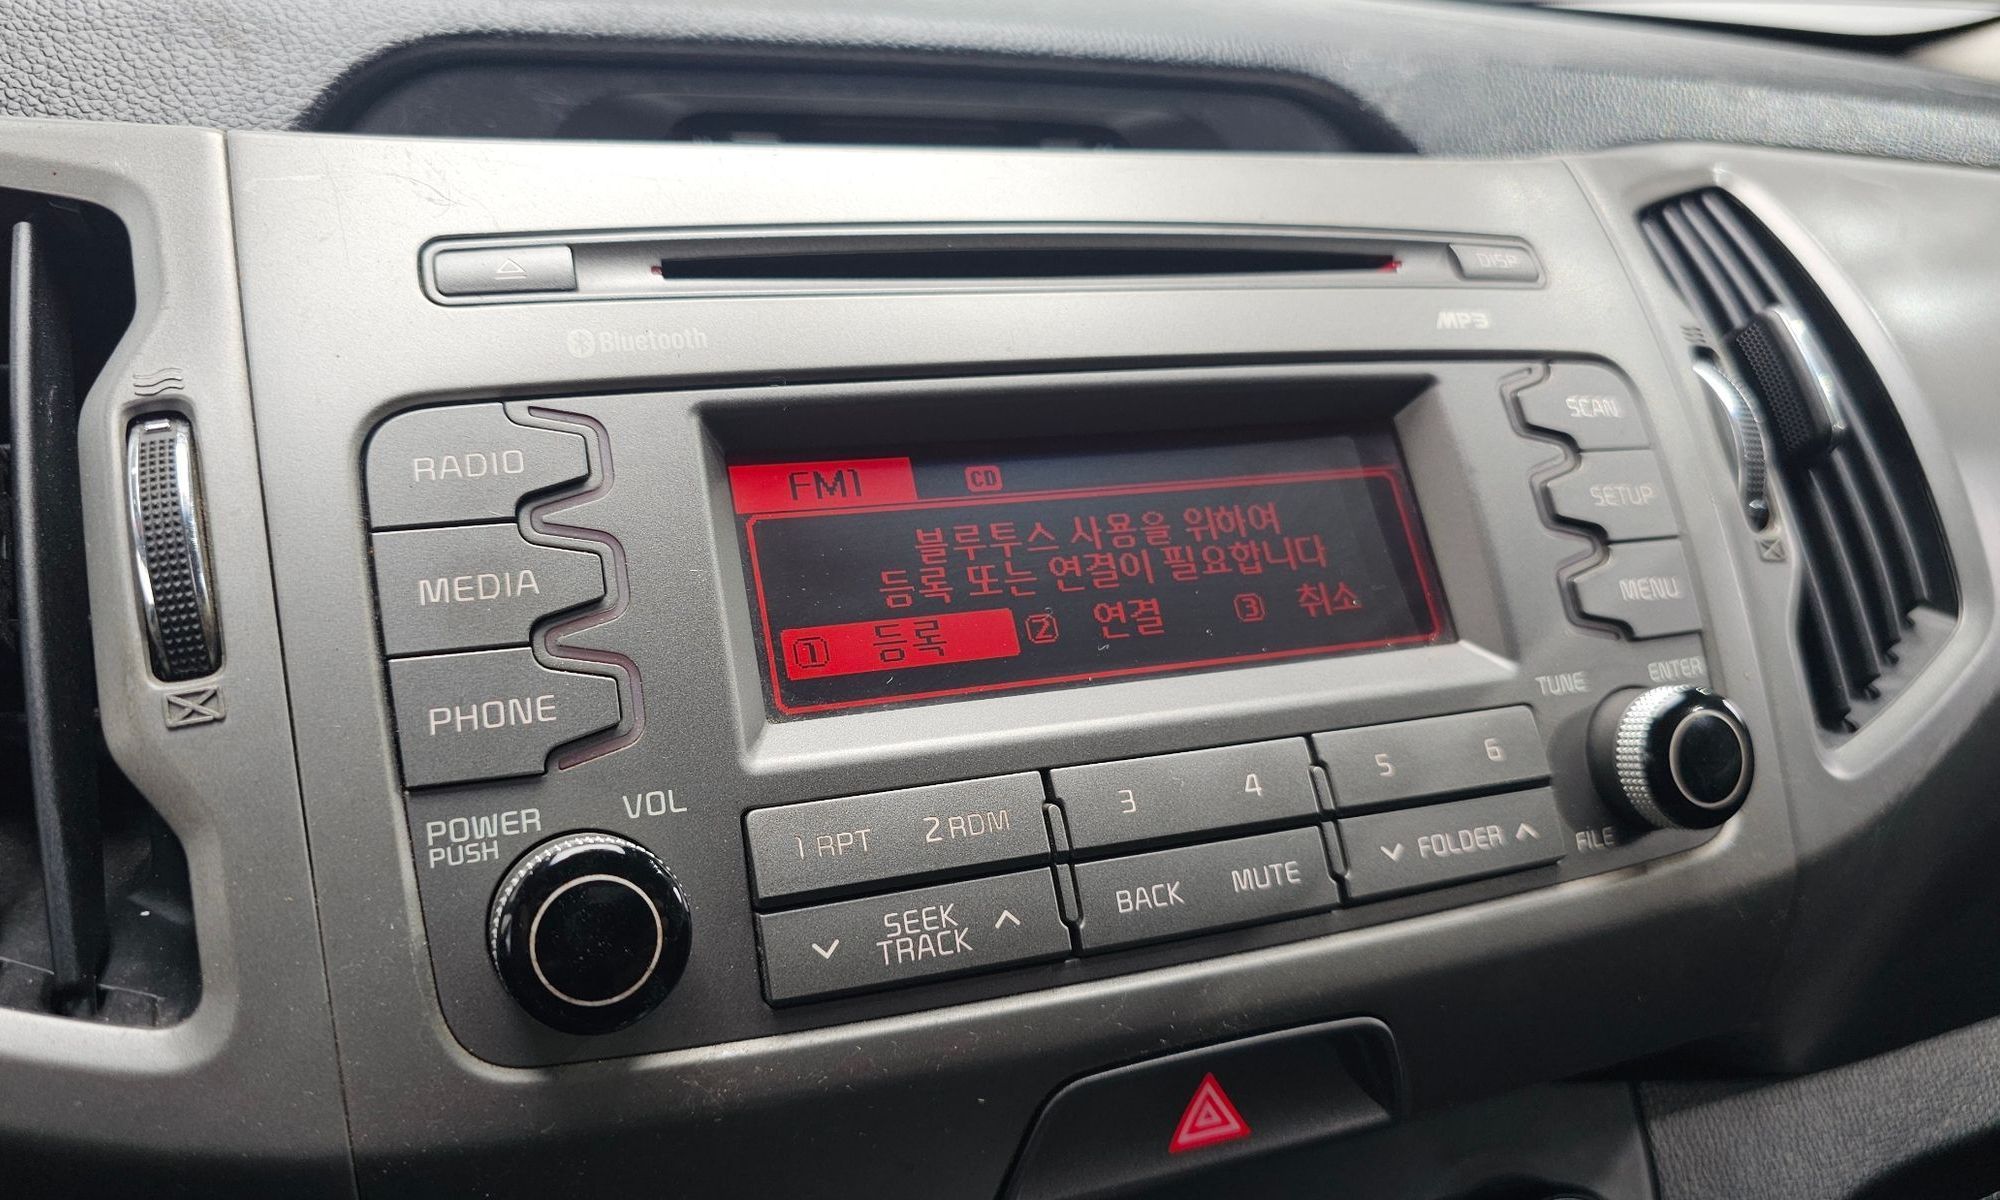 DISP
Bluetooth
MP3
RADIO
MEDIA
PHONE
SCAN
SETUP
MENU
FM1 CD
블루투스 사용을 위하여
등록 또는 연결이 필요합니다
1 등록 2 연결 3 취소
POWER
PUSH
VOL
TUNE
ENTER
FILE
1 RPT 2 RDM 3 4 5 6
SEEK
TRACK
BACK MUTE
FOLDER